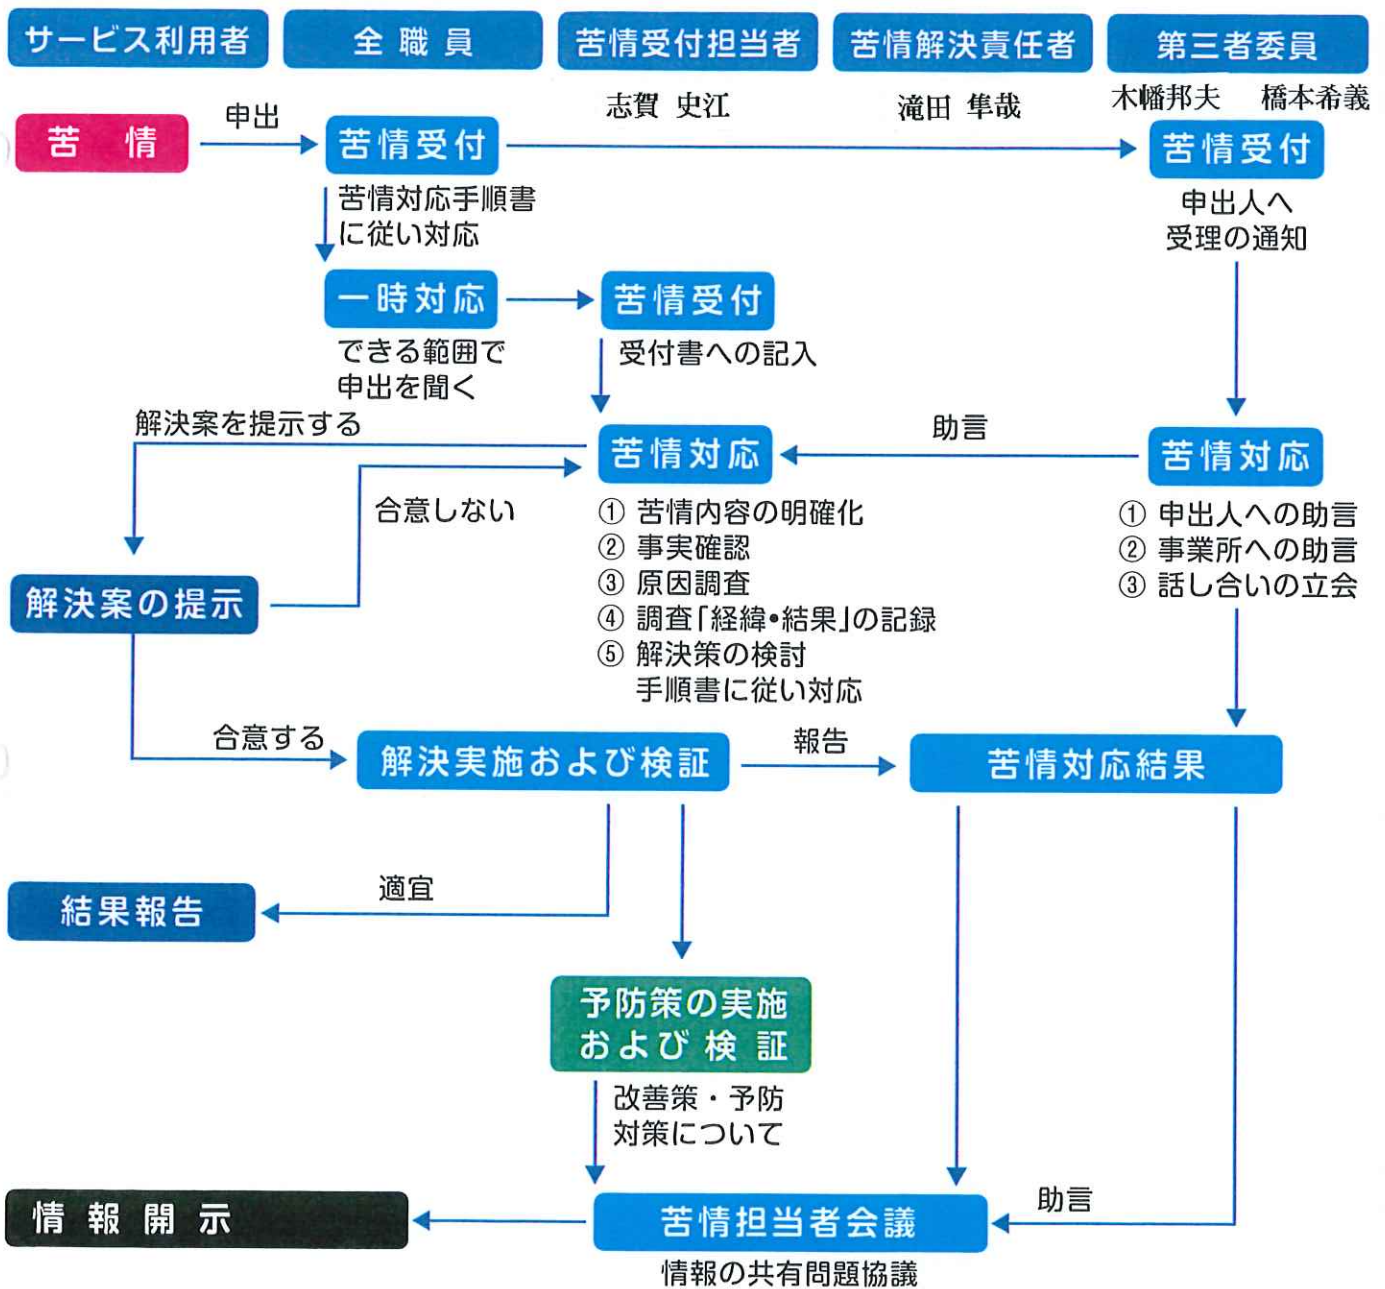 サービス利用者
全職員
苦情受付担当者
苦情解決責任者
第三者委員
志賀 史江
滝田 隼哉
木幡邦夫 橋本希義
苦情
申出
苦情受付
苦情受付
苦情対応手順書
に従い対応
申出人へ
受理の通知
一時対応
苦情受付
できる範囲で
申出を聞く
受付書への記入
解決案を提示する
苦情対応
助言
苦情対応
合意しない
① 苦情内容の明確化
② 事実確認
③ 原因調査
④ 調査「経緯・結果」の記録
⑤ 解決策の検討
手順書に従い対応
① 申出人への助言
② 事業所への助言
③ 話し合いの立会
解決案の提示
合意する
解決実施および検証
報告
苦情対応結果
結果報告
適宜
予防策の実施
および検証
改善策・予防
対策について
情報開示
苦情担当者会議
助言
情報の共有問題協議